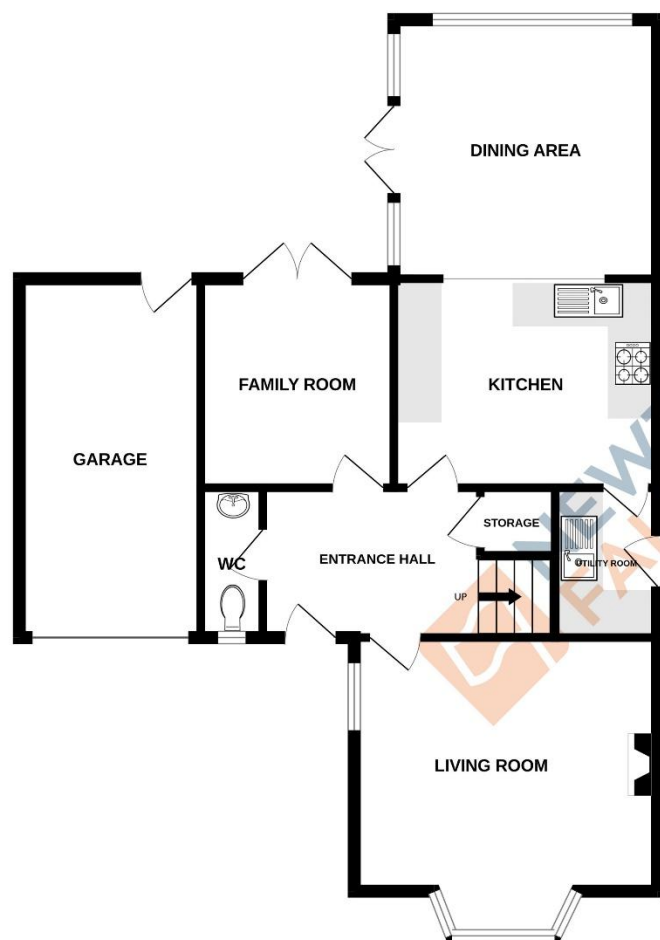 DINING AREA
FAMILY ROOM
KITCHEN
GARAGE
STORAGE
WC
ENTRANCE HALL
UTILITY ROOM
UP
LIVING ROOM